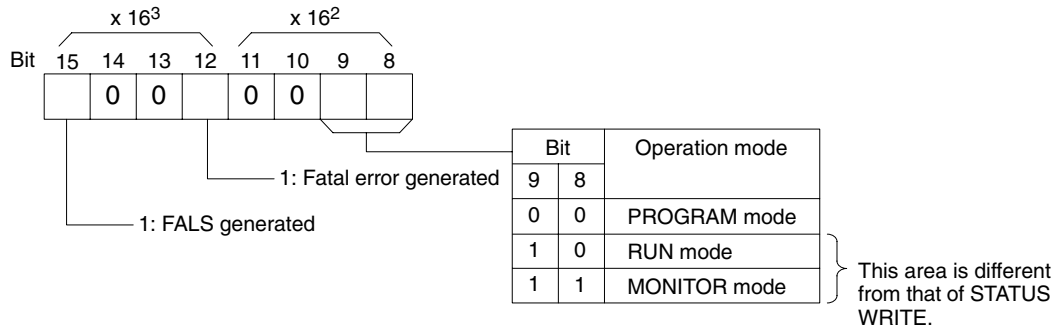 x 16³ x 16²
Bit 15 14 13 12 11 10 9 8
0 0 0 0
Bit Operation mode
9 8
0 0 PROGRAM mode
1 0 RUN mode
1 1 MONITOR mode
1: Fatal error generated
1: FALS generated
This area is different
from that of STATUS
WRITE.